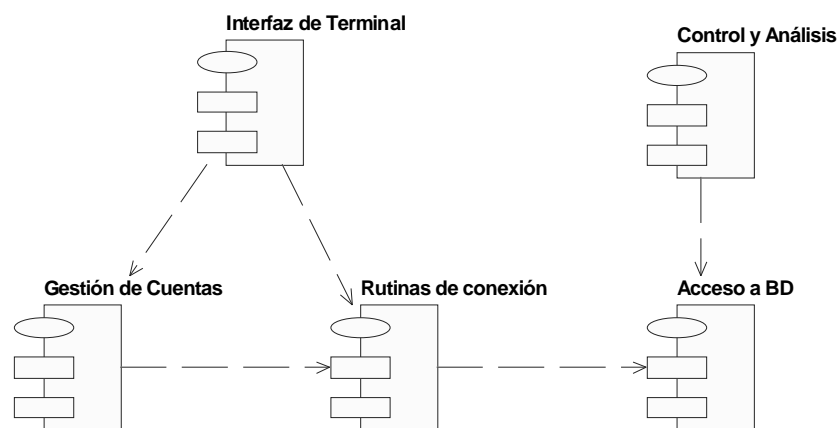 Interfaz de Terminal
Control y Análisis
Gestión de Cuentas
Rutinas de conexión
Acceso a BD